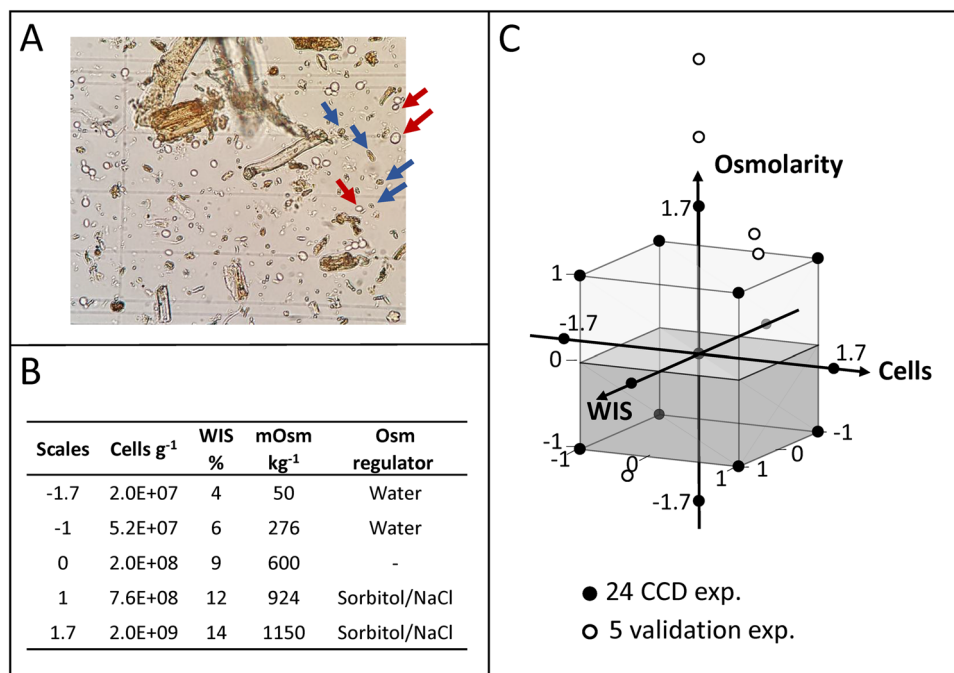 A
B
Scales Cells g-1 WIS % mOsm kg-1 Osm regulator
-1.7 2.0E+07 4 50 Water
-1 5.2E+07 6 276 Water
0 2.0E+08 9 600 -
1 7.6E+08 12 924 Sorbitol/NaCl
1.7 2.0E+09 14 1150 Sorbitol/NaCl
C
Osmolarity
1.7
1
-1.7
0
1.7
Cells
WIS
-1
-1
0
-1.7
1
1
0
-1
24 CCD exp.
5 validation exp.